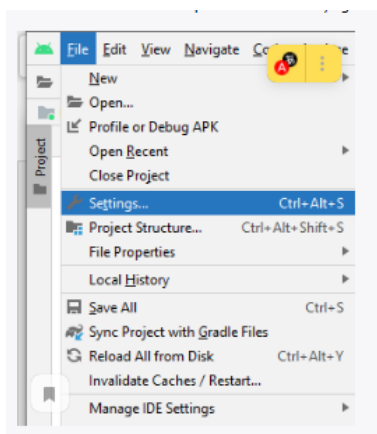 File Edit View Navigate
New
Open...
Profile or Debug APK
Open Recent
Close Project
Settings... Ctrl+Alt+S
Project Structure... Ctrl+Alt+Shift+S
File Properties
Local History
Save All Ctrl+S
Sync Project with Gradle Files
Reload All from Disk Ctrl+Alt+Y
Invalidate Caches / Restart...
Manage IDE Settings
Project
A